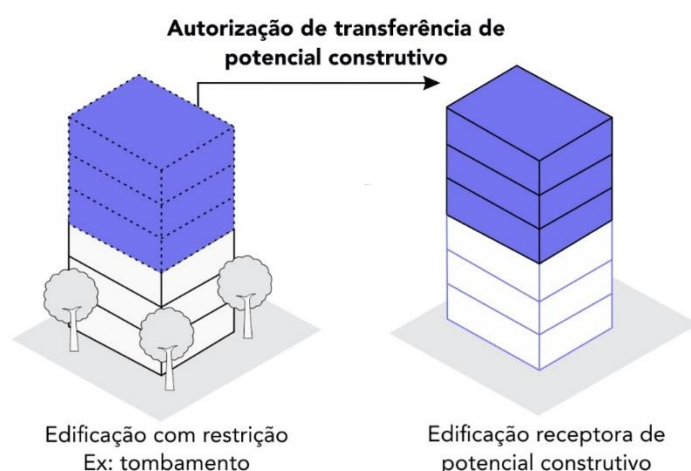 Autorização de transferência de
potencial construtivo
Edificação com restrição
Ex: tombamento
Edificação receptora de
potencial construtivo